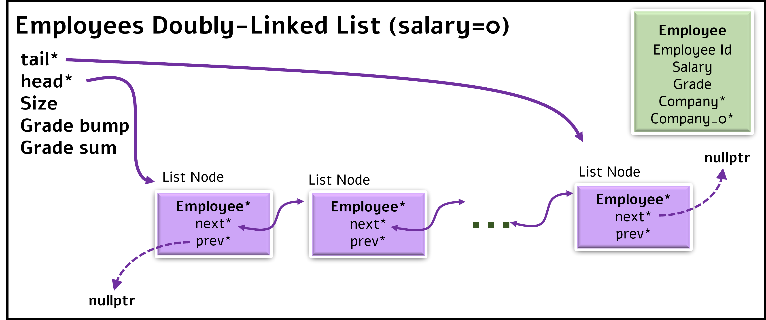 Employees Doubly-Linked List (salary=0)
tail*
head*
Size
Grade bump
Grade sum
Employee
Employee Id
Salary
Grade
Company*
Company_0*
nullptr
List Node
Employee*
next*
prev*
List Node
Employee*
next*
prev*
...
List Node
Employee*
next*
prev*
nullptr